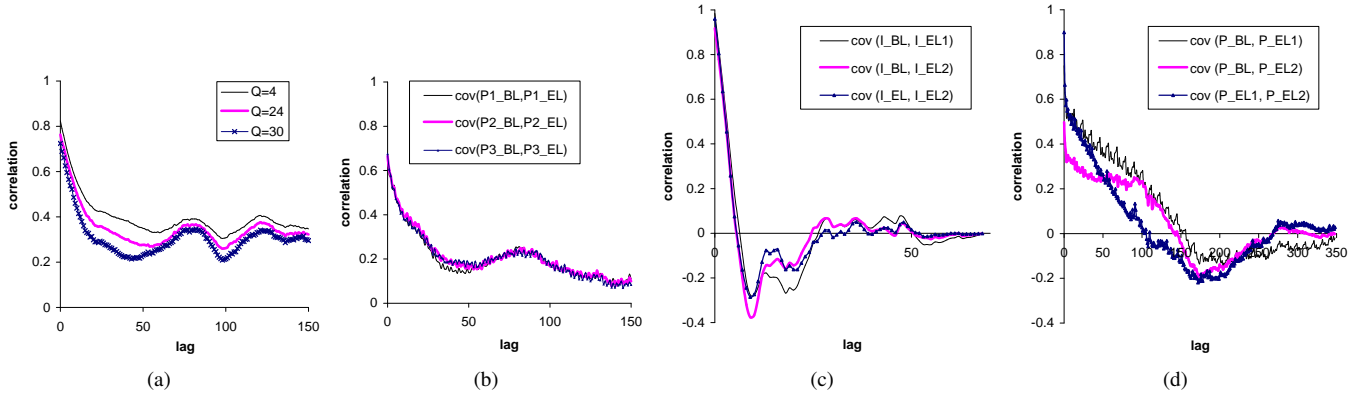 1
0.8
0.6
0.4
0.2
0
0 50 100 150
correlation
lag
Q=4
Q=24
Q=30
(a)
1
0.8
0.6
0.4
0.2
0
0 50 100 150
correlation
lag
cov(P1_BL,P1_EL)
cov(P2_BL,P2_EL)
cov(P3_BL,P3_EL)
(b)
1
0.8
0.6
0.4
0.2
0
-0.2
-0.4
0 50
correlation
lag
cov (I_BL, I_EL1)
cov (I_BL, I_EL2)
cov (I_EL, I_EL2)
(c)
1
0.8
0.6
0.4
0.2
0
-0.2
-0.4
0 50 100 150 200 250 300 350
correlation
lag
cov (P_BL, P_EL1)
cov (P_BL, P_EL2)
cov (P_EL1, P_EL2)
(d)